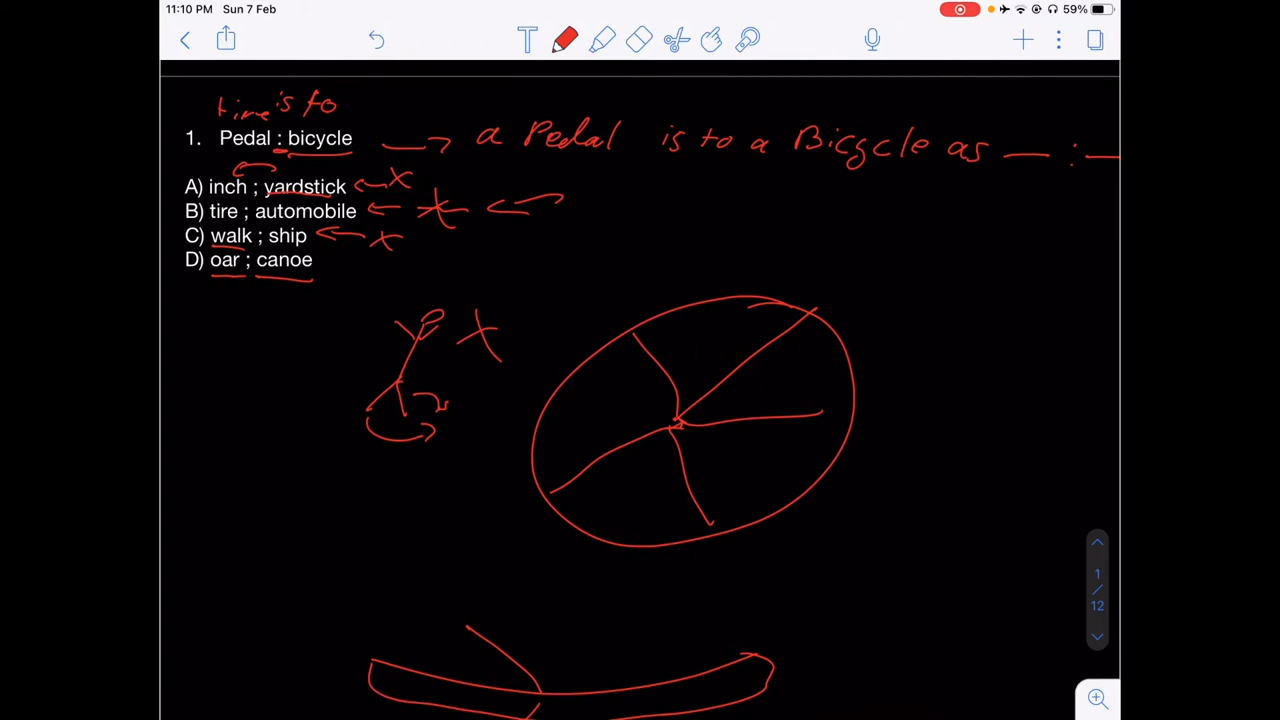 11:10 PM Sun 7 Feb 59%
T
time is to
1. Pedal : bicycle → a Pedal is to a Bicycle as — : —
A) inch ; yardstick ← x
B) tire ; automobile ← x ←
C) walk ; ship ← x
D) oar ; canoe
x
1
/
12